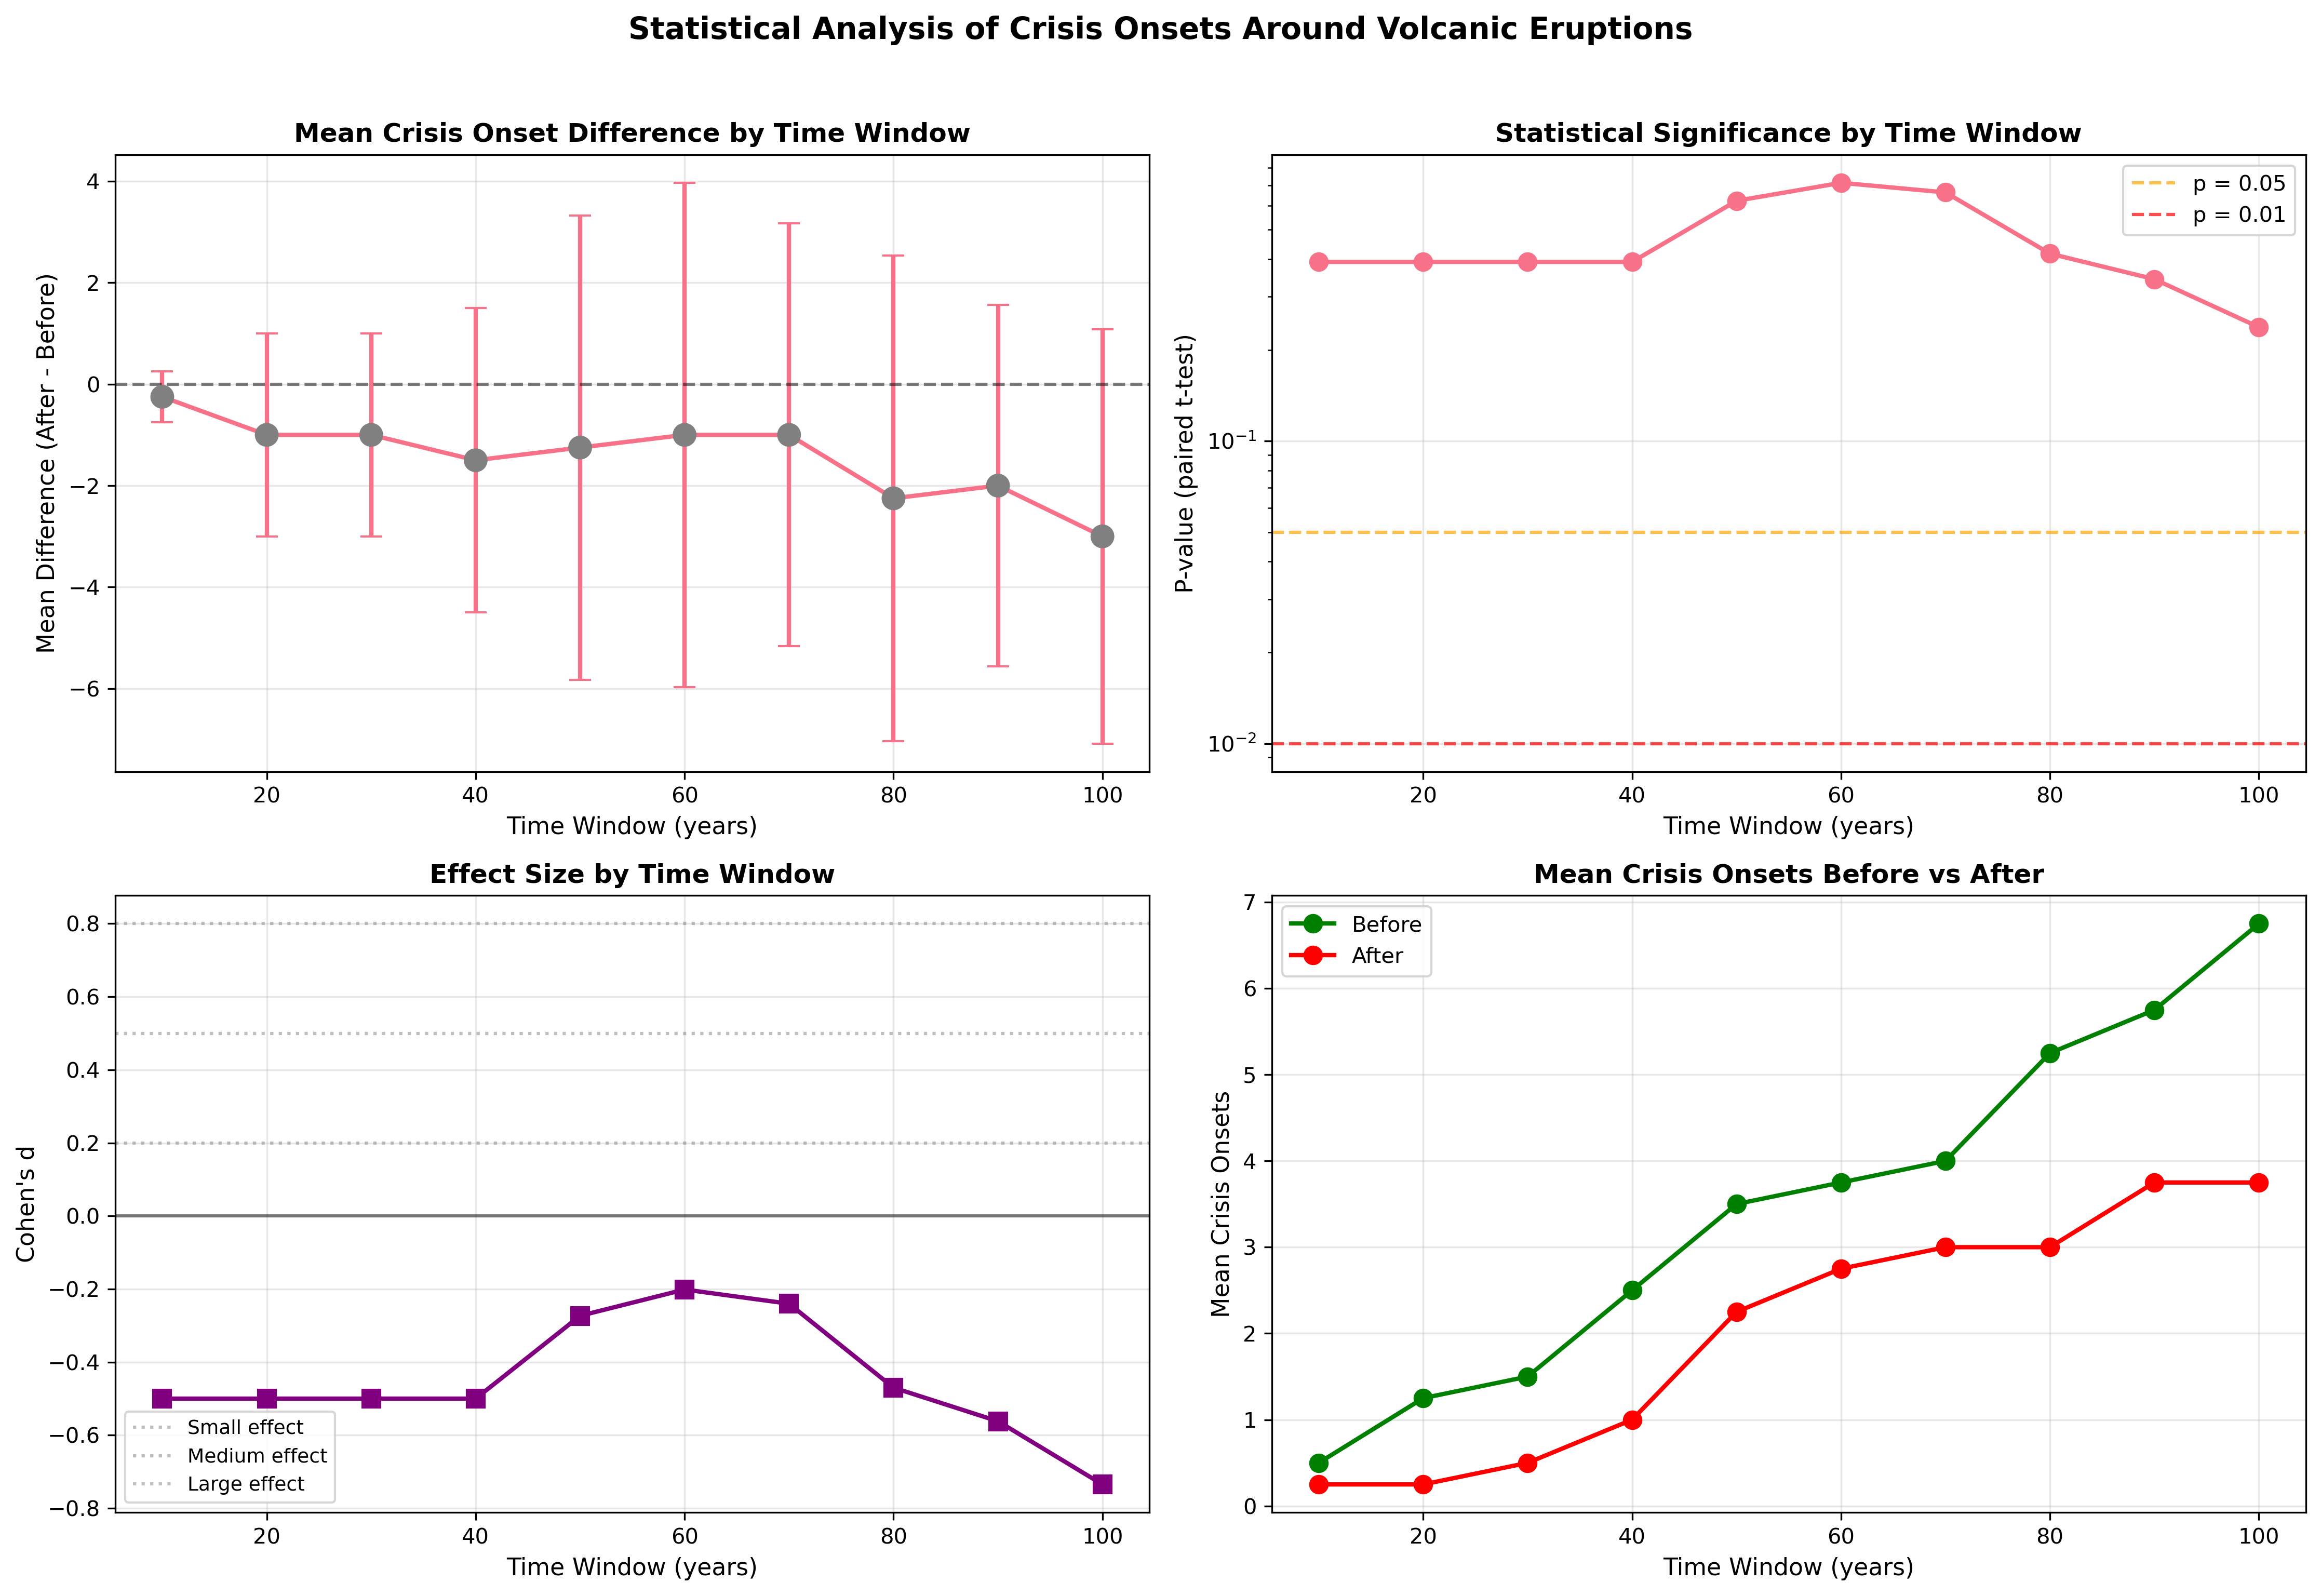 Statistical Analysis of Crisis Onsets Around Volcanic Eruptions
Mean Crisis Onset Difference by Time Window
4
2
0
−2
−4
−6
Mean Difference (After - Before)
20
40
60
80
100
Time Window (years)
Statistical Significance by Time Window
p = 0.05
p = 0.01
10⁻¹
10⁻²
P-value (paired t-test)
20
40
60
80
100
Time Window (years)
Effect Size by Time Window
0.8
0.6
0.4
0.2
0.0
−0.2
−0.4
−0.6
−0.8
Cohen's d
Small effect
Medium effect
Large effect
20
40
60
80
100
Time Window (years)
Mean Crisis Onsets Before vs After
Before
After
7
6
5
4
3
2
1
0
Mean Crisis Onsets
20
40
60
80
100
Time Window (years)